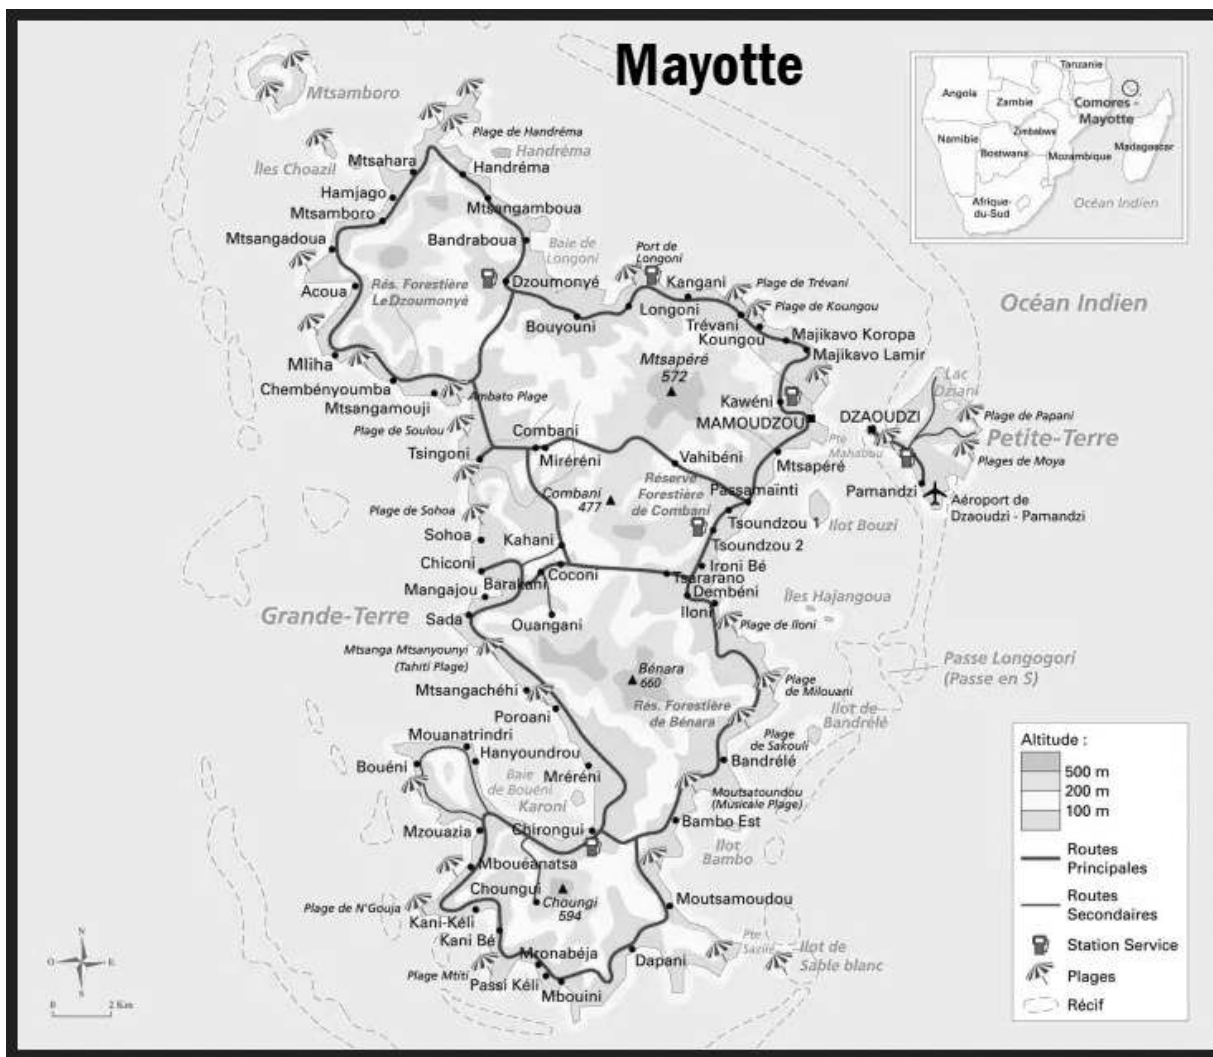 Mayotte
Tanzanie
Angola
Zambie
Comores -
Mayotte
Zimbabwe
Namibie
Bostwana
Mozambique
Madagascar
Afrique-
du-Sud
Océan Indien
Mtsamboro
Plage de Handréma
Handréma
Îles Choazil
Mtsahara
Handréma
Hamjago
Mtsamboro
Mtsangamboua
Mtsangadoua
Bandraboua
Baie de
Longoni
Port de
Longoni
Acoua
Rés. Forestière
Le Dzoumonyè
Dzoumonyé
Kangani
Plage de Trévani
Plage de Koungou
Océan Indien
Bouyouni
Longoni
Trévani
Koungou
Majikavo Koropa
Majikavo Lamir
Mliha
Mtsapéré
572
Chembényoumba
Mtsangamouji
Ambato Plage
Kawéni
MAMOUDZOU
DZAOUDZI
Lac
Dziani
Plage de Papani
Petite-Terre
Plages de Moya
Plage de Soulou
Combani
Tsingoni
Miréréni
Vahibéni
Pte
Mahabou
Mtsapéré
Pamandzi
Aéroport de
Dzaoudzi - Pamandzi
Combani
477
Réserve
Forestière
de Combani
Passamaïnti
Plage de Sohoa
Tsoundzou 1
Ilot Bouzi
Sohoa
Kahani
Tsoundzou 2
Chiconi
Coconi
Ironi Bé
Barakani
Tsararano
Mangajou
Dembéni
Îles Hajangoua
Grande-Terre
Sada
Ouangani
Iloni
Plage de Iloni
Mtsanga Mtsanyounyi
(Tahiti Plage)
Passe Longogori
(Passe en S)
Bénara
660
Mtsangachéhi
Plage
de Milouani
Poroani
Rés. Forestière
de Bénara
Ilot de
Bandrélé
Mouanatrindri
Hanyoundrou
Plage
de Sakouli
Bouéni
Mréréni
Bandrélé
Baie
de Bouéni
Karoni
Moutsatoundou
(Musicale Plage)
Mzouazia
Chirongui
Bambo Est
Ilot
Bambo
Mbouéanatsa
Choungui
Choungi
594
Moutsamoudou
Plage de N'Gouja
Kani-Kéli
Kani Bé
Mronabéja
Dapani
Ilot de
Sable blanc
Plage Mtiti
Passi Kéli
Mbouini
N
O
E
S
0
2 Km
Altitude :
500 m
200 m
100 m
Routes
Principales
Routes
Secondaires
Station Service
Plages
Récif